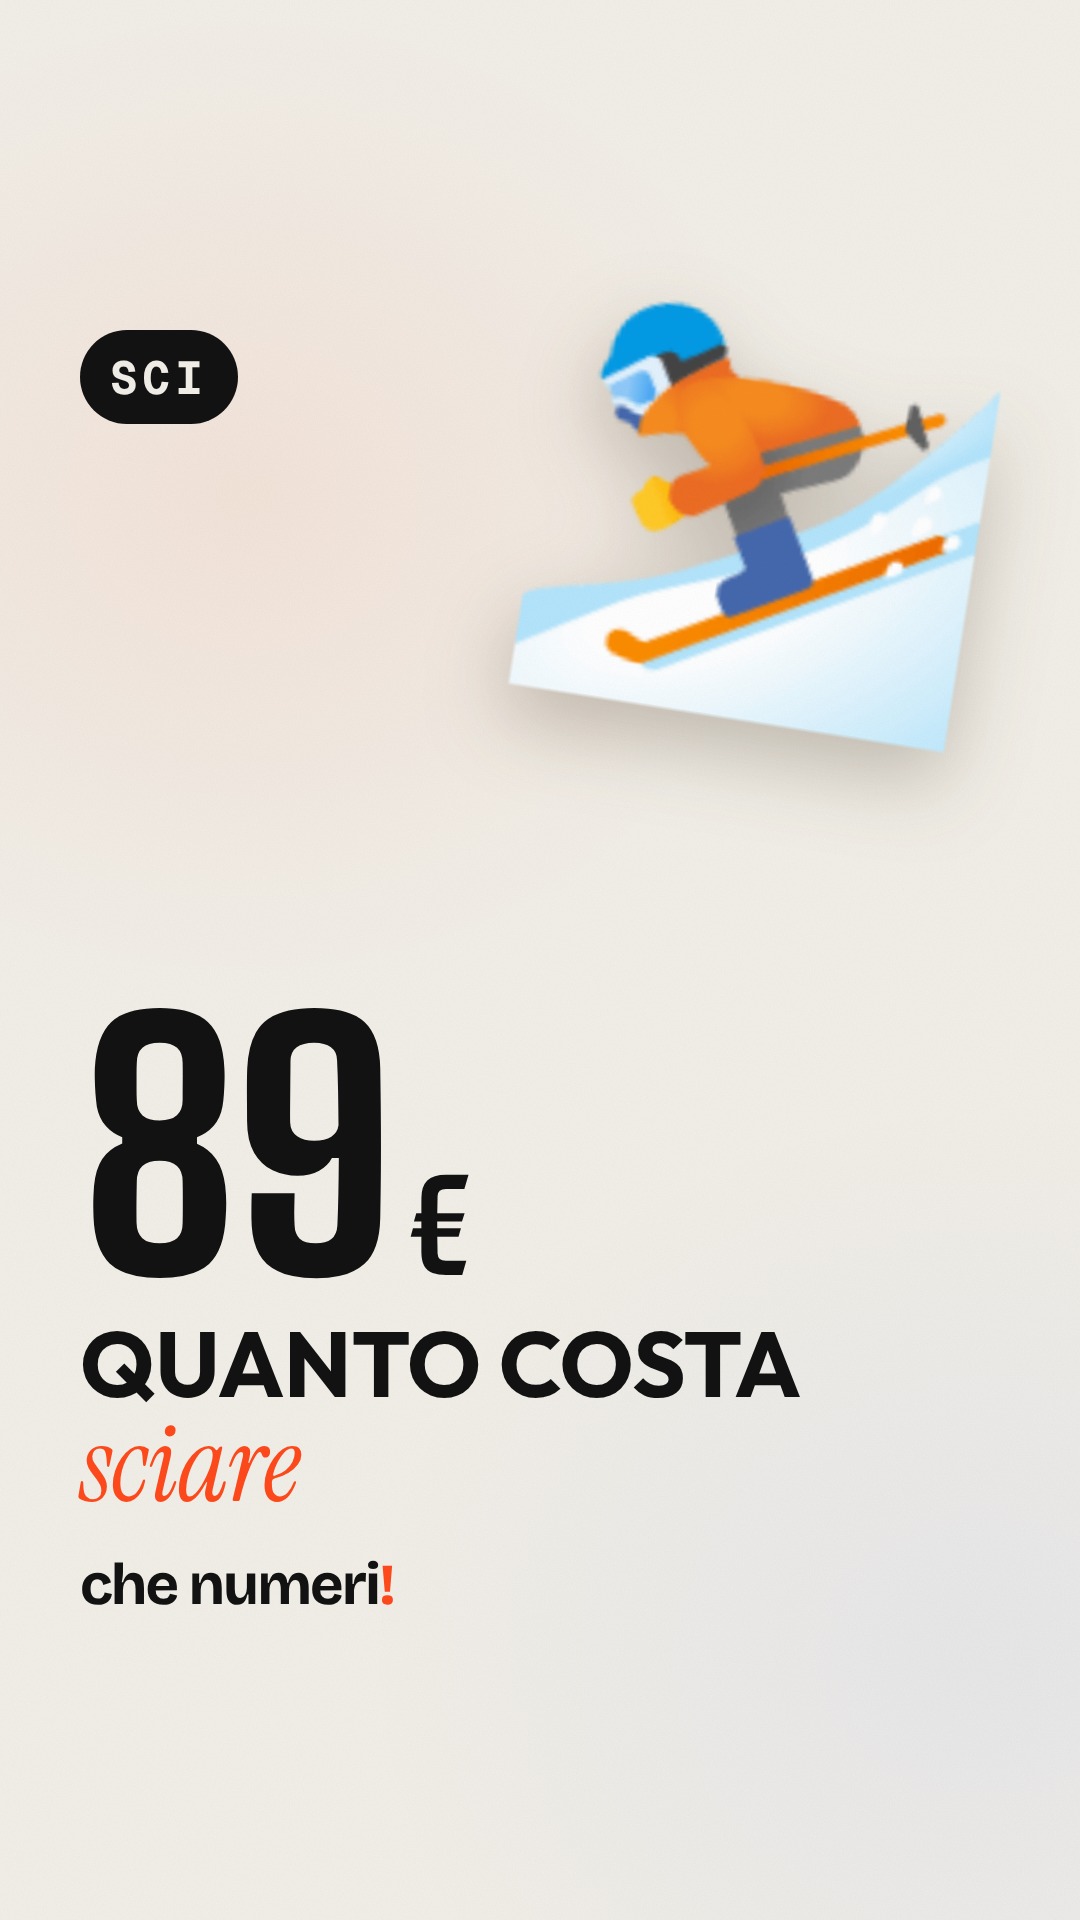 SCI
89 €
QUANTO COSTA
sciare
che numeri!